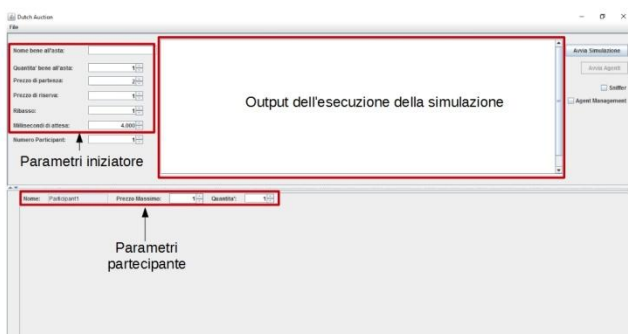 Dutch Auction
File
Nome bene all'asta:
Quantita' bene all'asta: 1
Prezzo di partenza: 2
Prezzo di riserva: 1
Ribasso: 1
Millisecondi di attesa: 4.000
Numero Participanti: 1
Parametri iniziatore
Output dell'esecuzione della simulazione
Avvia Simulazione
Avvia Agenti
Sniffer
Agent Management
Nome: Participant1 Prezzo Massimo: 1 Quantita': 1
Parametri
partecipante